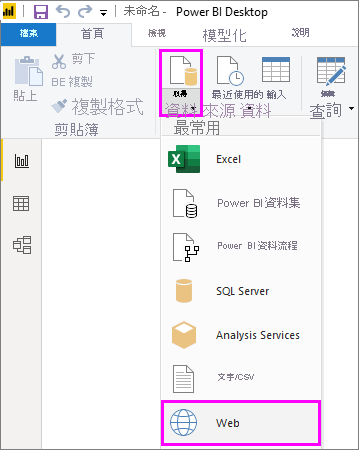 未命名 - Power BI Desktop
檔案 首頁 檢視 模型化 說明
貼上
剪下
BE 複製
複製格式
剪貼簿
取得 最近使用的 輸入 編輯
資料 來源 資料 查詢
最常用
Excel
Power BI資料集
Power BI資料流程
SQL Server
Analysis Services
文字/CSV
Web